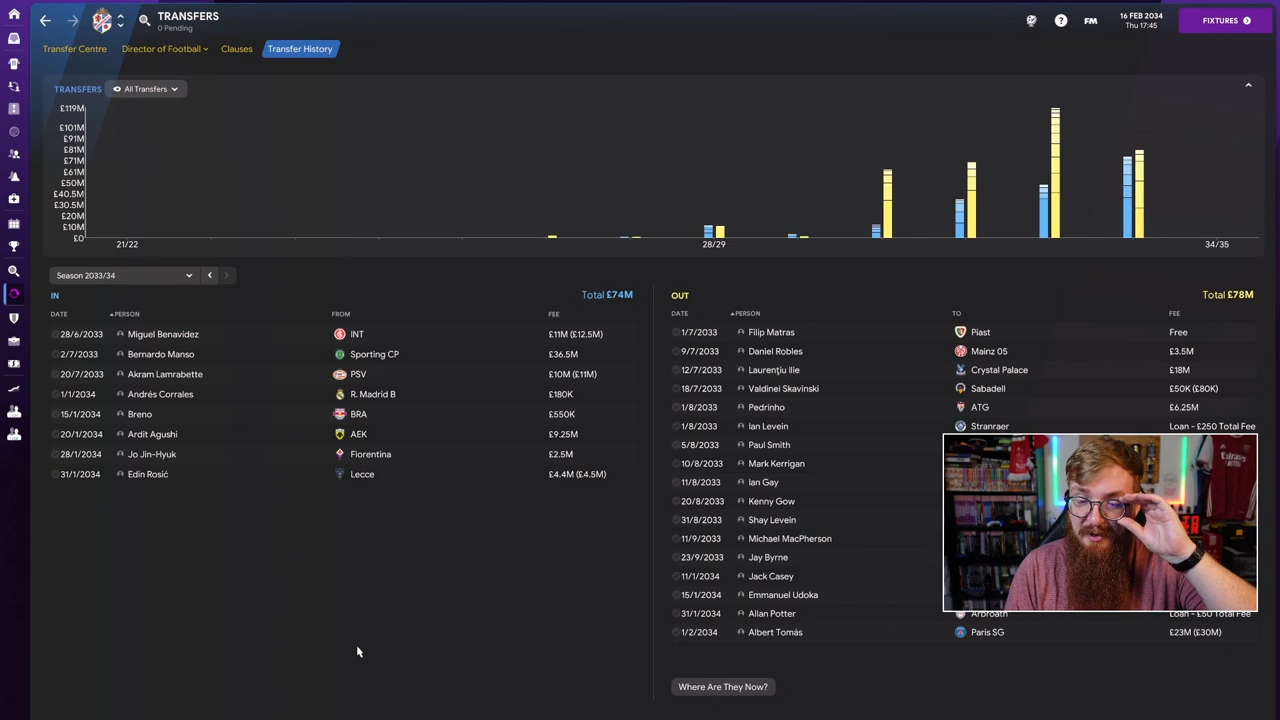 TRANSFERS
0 Pending
FM
16 FEB 2034
Thu 17:45
FIXTURES
Transfer Centre
Director of Football
Clauses
Transfer History
TRANSFERS
All Transfers
£119M
£101M
£91M
£81M
£71M
£61M
£50M
£40.5M
£30.5M
£20M
£10M
£0
21/22
28/29
34/35
Season 2033/34
IN
Total £74M
DATE PERSON FROM FEE
28/6/2033 Miguel Benavídez INT £11M (£12.5M)
2/7/2033 Bernardo Manso Sporting CP £36.5M
20/7/2033 Akram Lamrabette PSV £10M (£11M)
1/1/2034 Andrés Corrales R. Madrid B £180K
15/1/2034 Breno BRA £550K
20/1/2034 Ardit Agushi AEK £9.25M
28/1/2034 Jo Jin-Hyuk Fiorentina £2.5M
31/1/2034 Edin Rosić Lecce £4.4M (£4.5M)
OUT
Total £78M
DATE PERSON TO FEE
1/7/2033 Filip Matras Piast Free
9/7/2033 Daniel Robles Mainz 05 £3.5M
12/7/2033 Laurențiu Ilie Crystal Palace £18M
18/7/2033 Valdinei Skavinski Sabadell £50K (£80K)
1/8/2033 Pedrinho ATG £6.25M
1/8/2033 Ian Levein Stranraer Loan - £250 Total Fee
5/8/2033 Paul Smith
10/8/2033 Mark Kerrigan
11/8/2033 Ian Gay
20/8/2033 Kenny Gow
31/8/2033 Shay Levein
11/9/2033 Michael MacPherson
23/9/2033 Jay Byrne
11/1/2034 Jack Casey
15/1/2034 Emmanuel Udoka
31/1/2034 Allan Potter Arbroath Loan - £50 Total Fee
1/2/2034 Albert Tomás Paris SG £23M (£30M)
Where Are They Now?